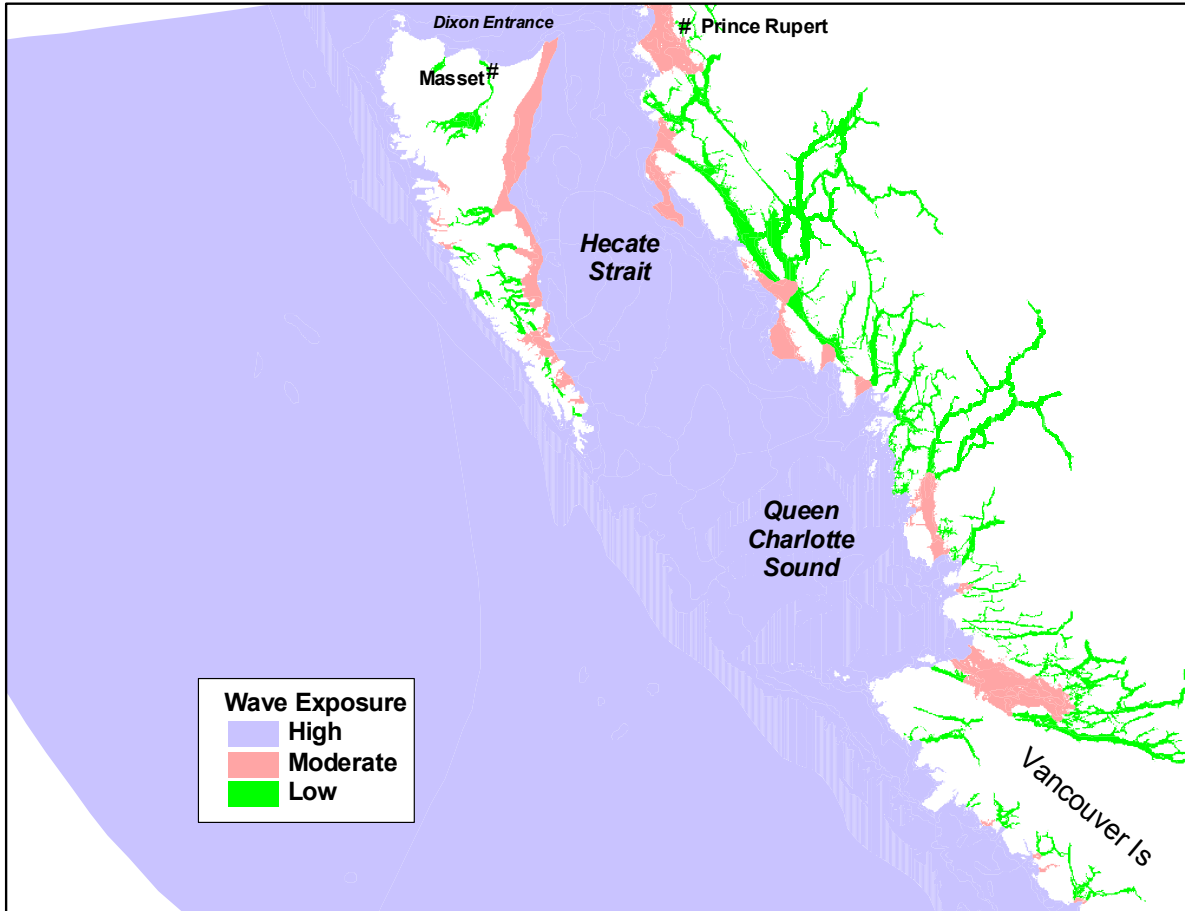 Dixon Entrance
# Prince Rupert
Masset #
Hecate
Strait
Queen
Charlotte
Sound
Wave Exposure
High
Moderate
Low
Vancouver Is